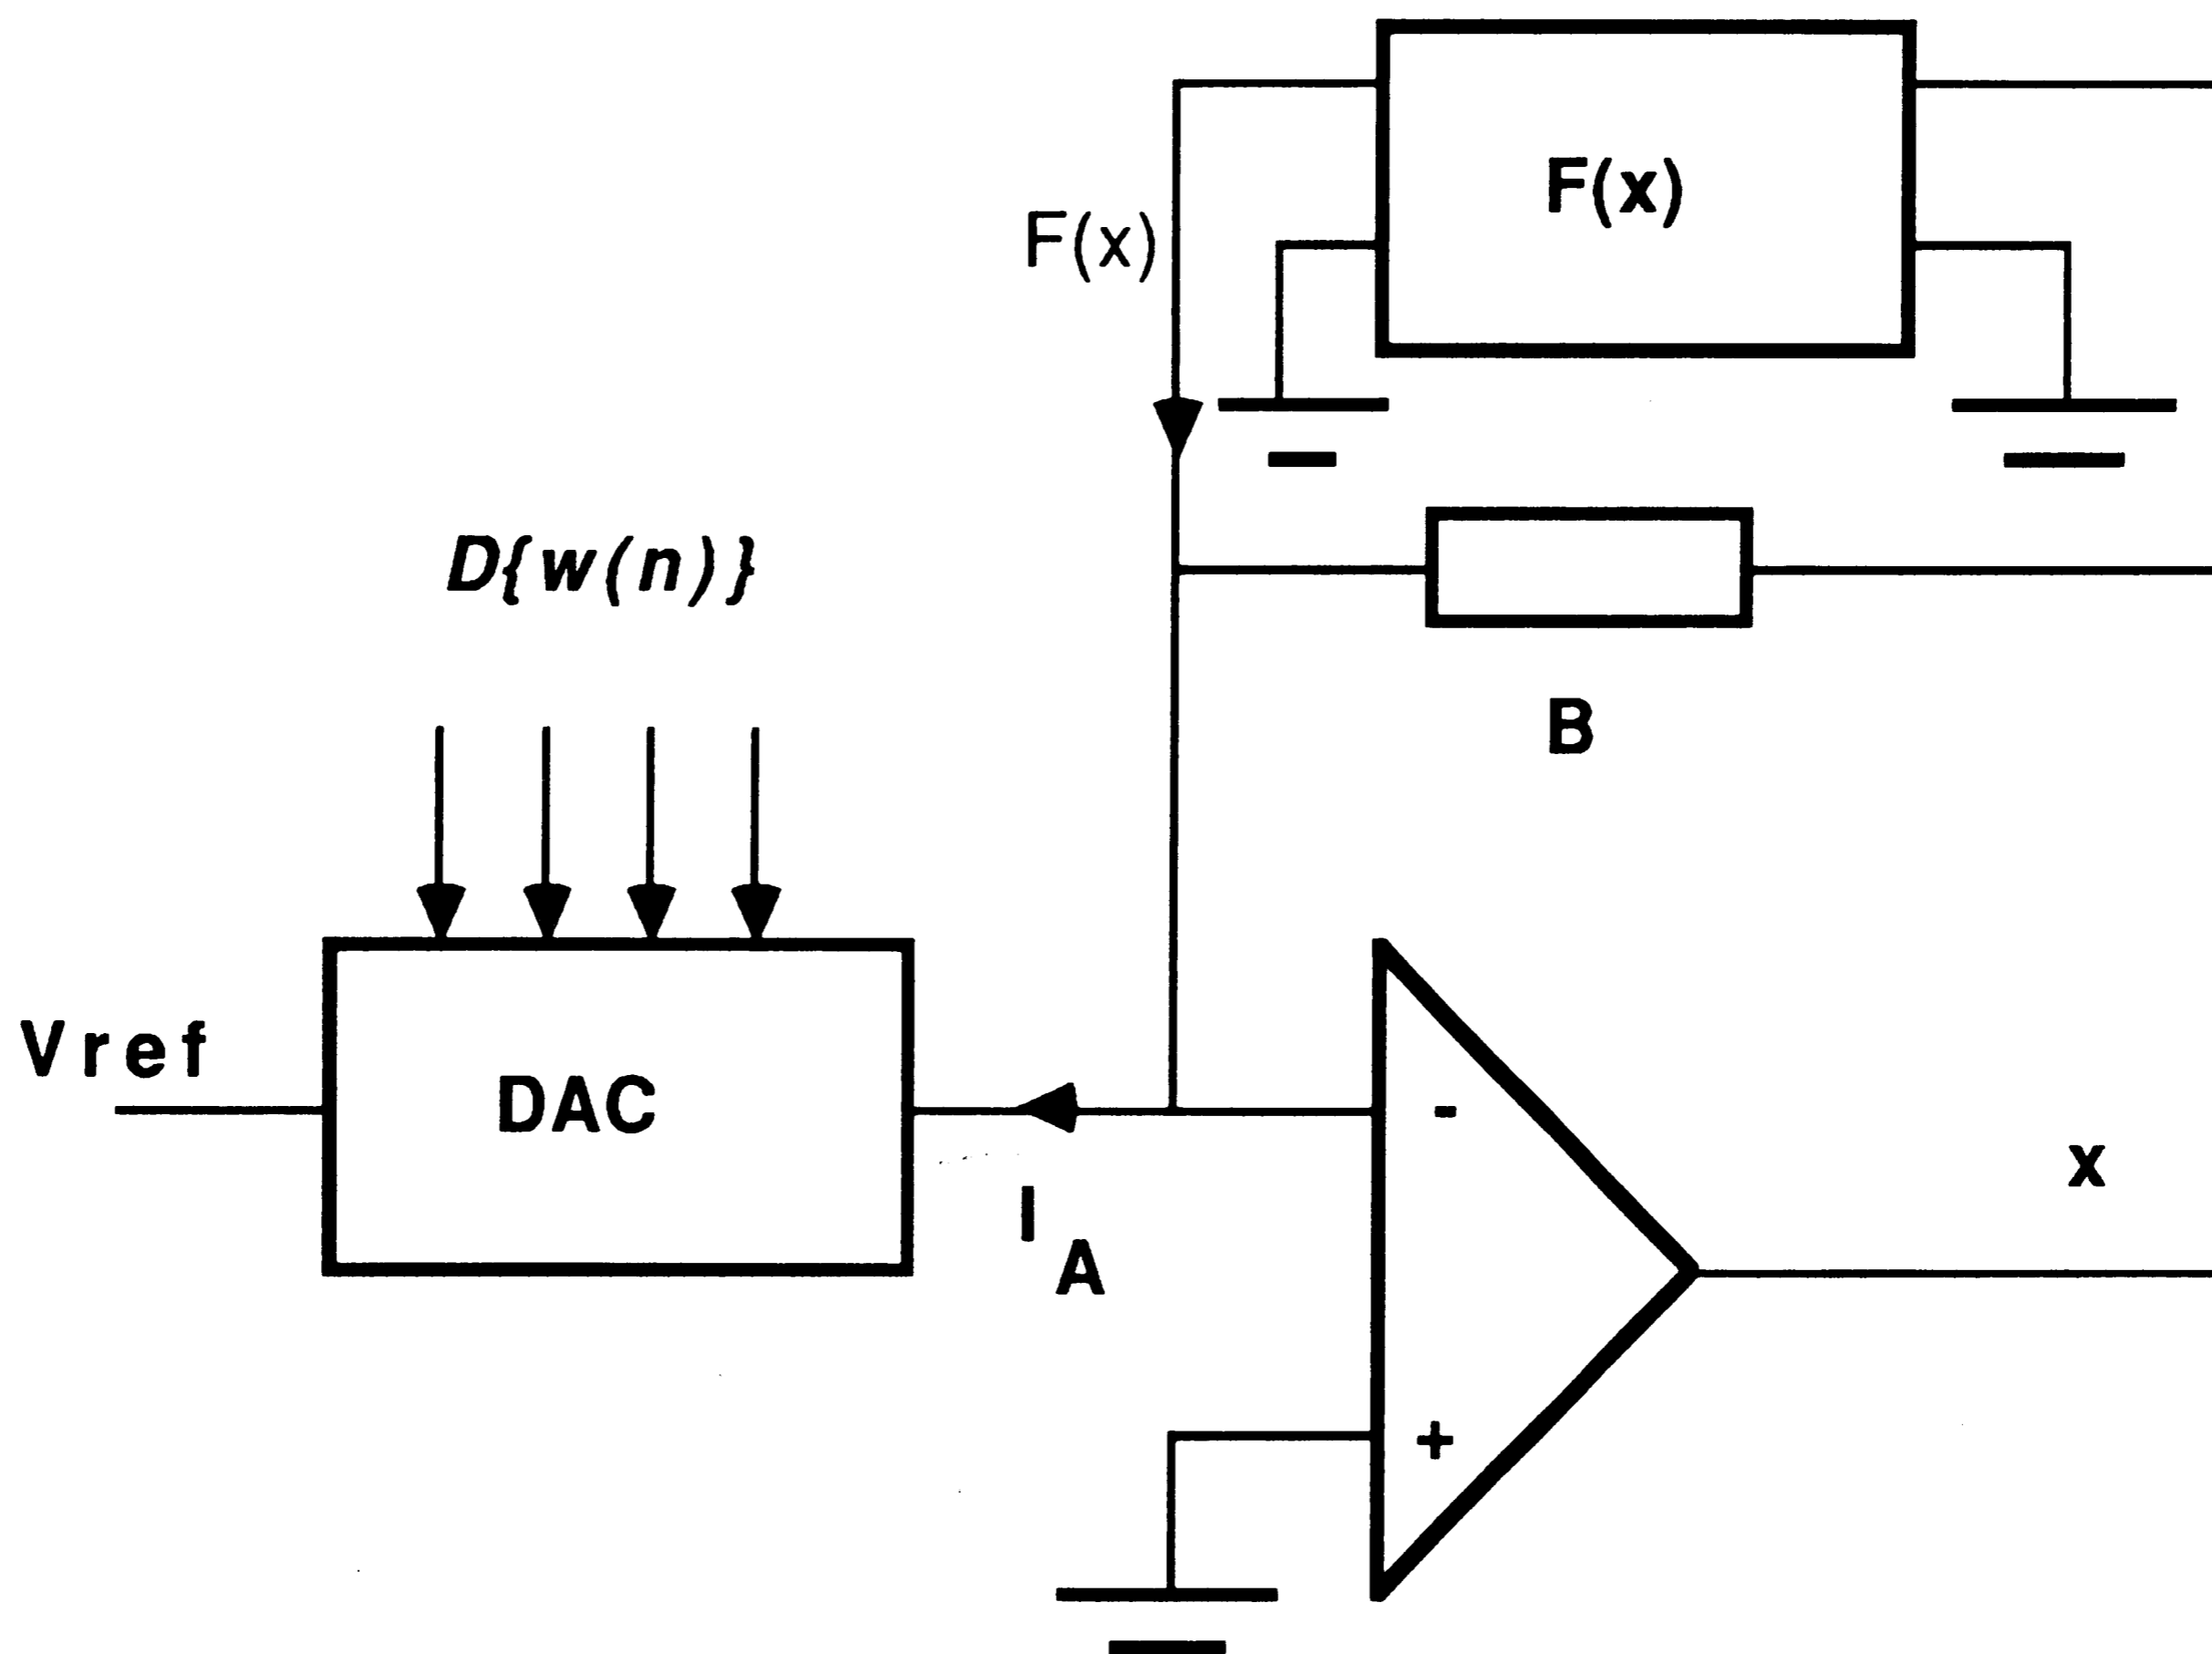 F(x)
F(x)
D{w(n)}
B
Vref
DAC
-
x
I
A
+